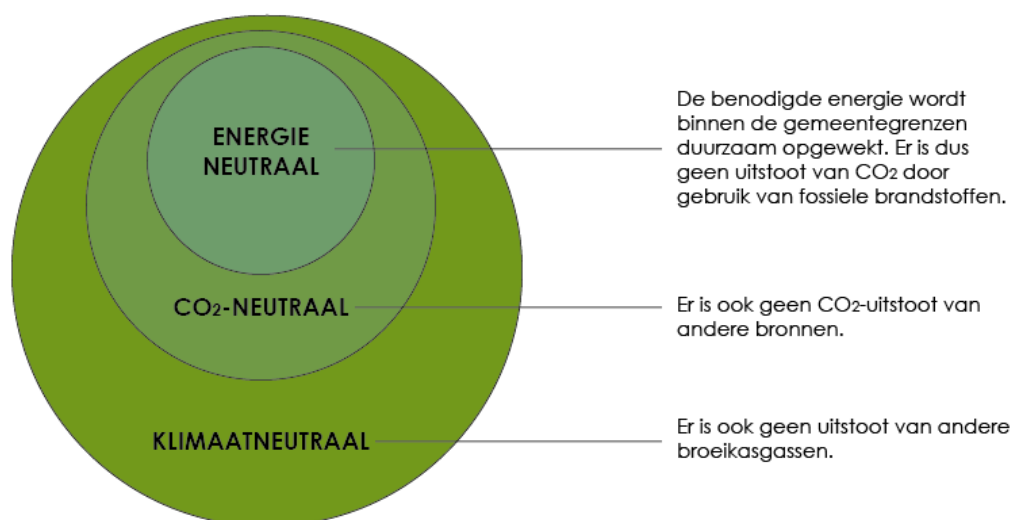 ENERGIE
NEUTRAAL
De benodigde energie wordt
binnen de gemeentegrenzen
duurzaam opgewekt. Er is dus
geen uitstoot van CO2 door
gebruik van fossiele brandstoffen.
CO2-NEUTRAAL
Er is ook geen CO2-uitstoot van
andere bronnen.
KLIMAATNEUTRAAL
Er is ook geen uitstoot van andere
broeikasgassen.